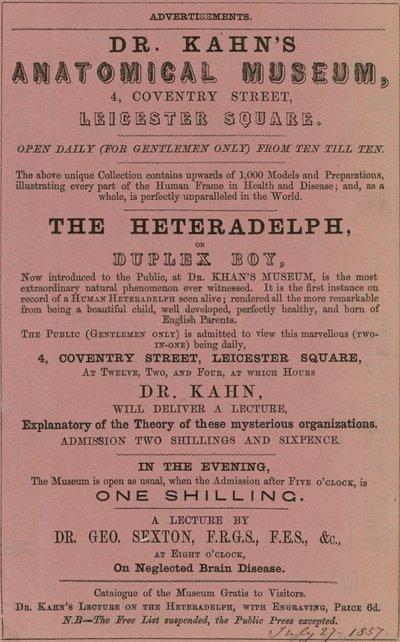 ADVERTISEMENTS.
DR. KAHN'S
ANATOMICAL MUSEUM,
4, COVENTRY STREET,
LEICESTER SQUARE.
OPEN DAILY (FOR GENTLEMEN ONLY) FROM TEN TILL TEN.
The above unique Collection contains upwards of 1,000 Models and Preparations,
illustrating every part of the Human Frame in Health and Disease; and, as a
whole, is perfectly unparalleled in the World.
THE HETERADELPH,
OR
DUPLEX BOY,
Now introduced to the Public, at DR. KHAN'S MUSEUM, is the most
extraordinary natural phenomenon ever witnessed. It is the first instance on
record of a HUMAN HETERADELPH seen alive; rendered all the more remarkable
from being a beautiful child, well developed, perfectly healthy, and born of
English Parents.
THE PUBLIC (GENTLEMEN ONLY) is admitted to view this marvellous (TWO-
IN-ONE) being daily,
4, COVENTRY STREET, LEICESTER SQUARE,
AT TWELVE, TWO, AND FOUR, AT WHICH HOURS
DR. KAHN,
WILL DELIVER A LECTURE,
Explanatory of the Theory of these mysterious organizations.
ADMISSION TWO SHILLINGS AND SIXPENCE.
IN THE EVENING,
The Museum is open as usual, when the Admission after FIVE O'CLOCK, is
ONE SHILLING.
A LECTURE BY
DR. GEO. SEXTON, F.R.G.S., F.E.S., &c.,
AT EIGHT O'CLOCK,
On Neglected Brain Disease.
Catalogue of the Museum Gratis to Visitors.
DR. KAHN'S LECTURE ON THE HETERADELPH, WITH ENGRAVING, PRICE 6d.
N.B—The Free List suspended, the Public Press excepted.
July 27-1857